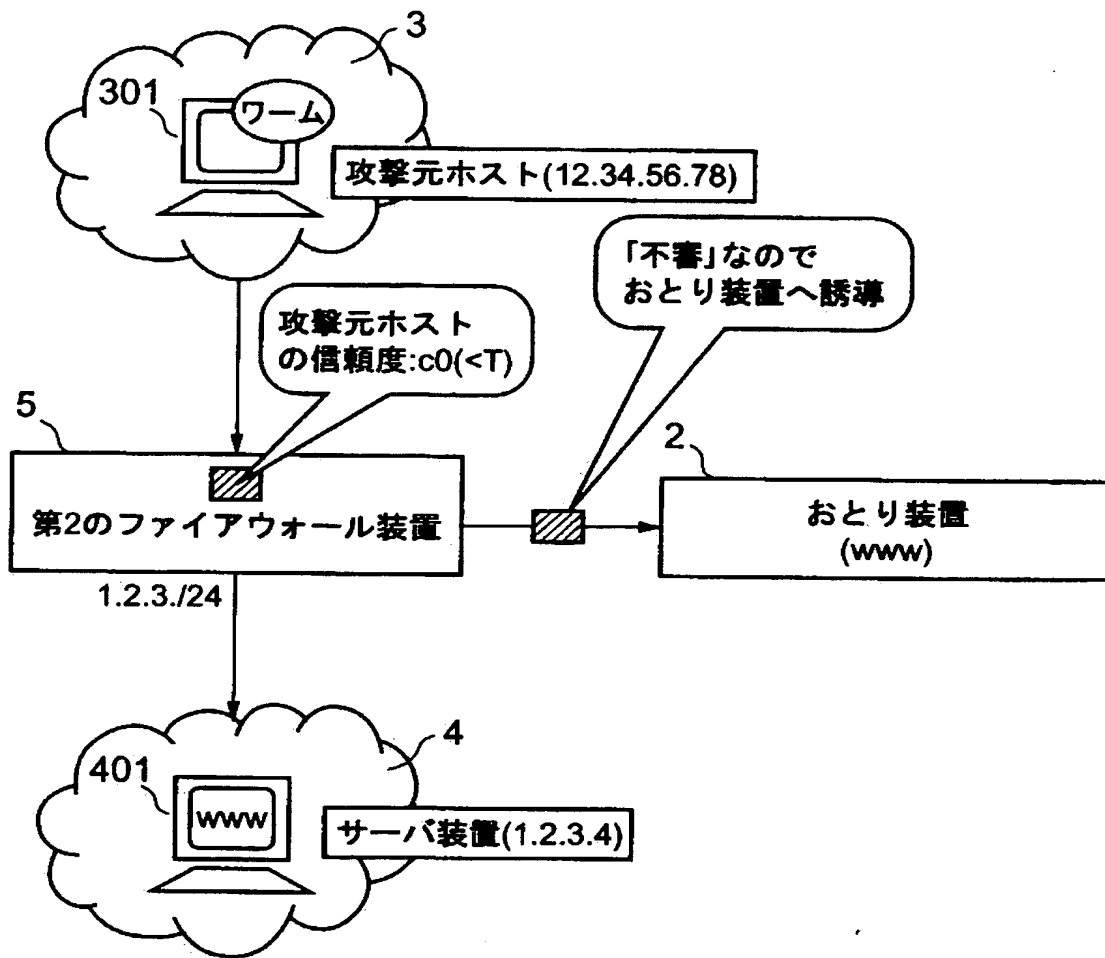 3
301
ワーム
攻撃元ホスト(12.34.56.78)
「不審」なので
おとり装置へ誘導
攻撃元ホスト
の信頼度:c0(<T)
5
2
第2のファイアウォール装置
おとり装置
(www)
1.2.3./24
4
401
www
サーバ装置(1.2.3.4)